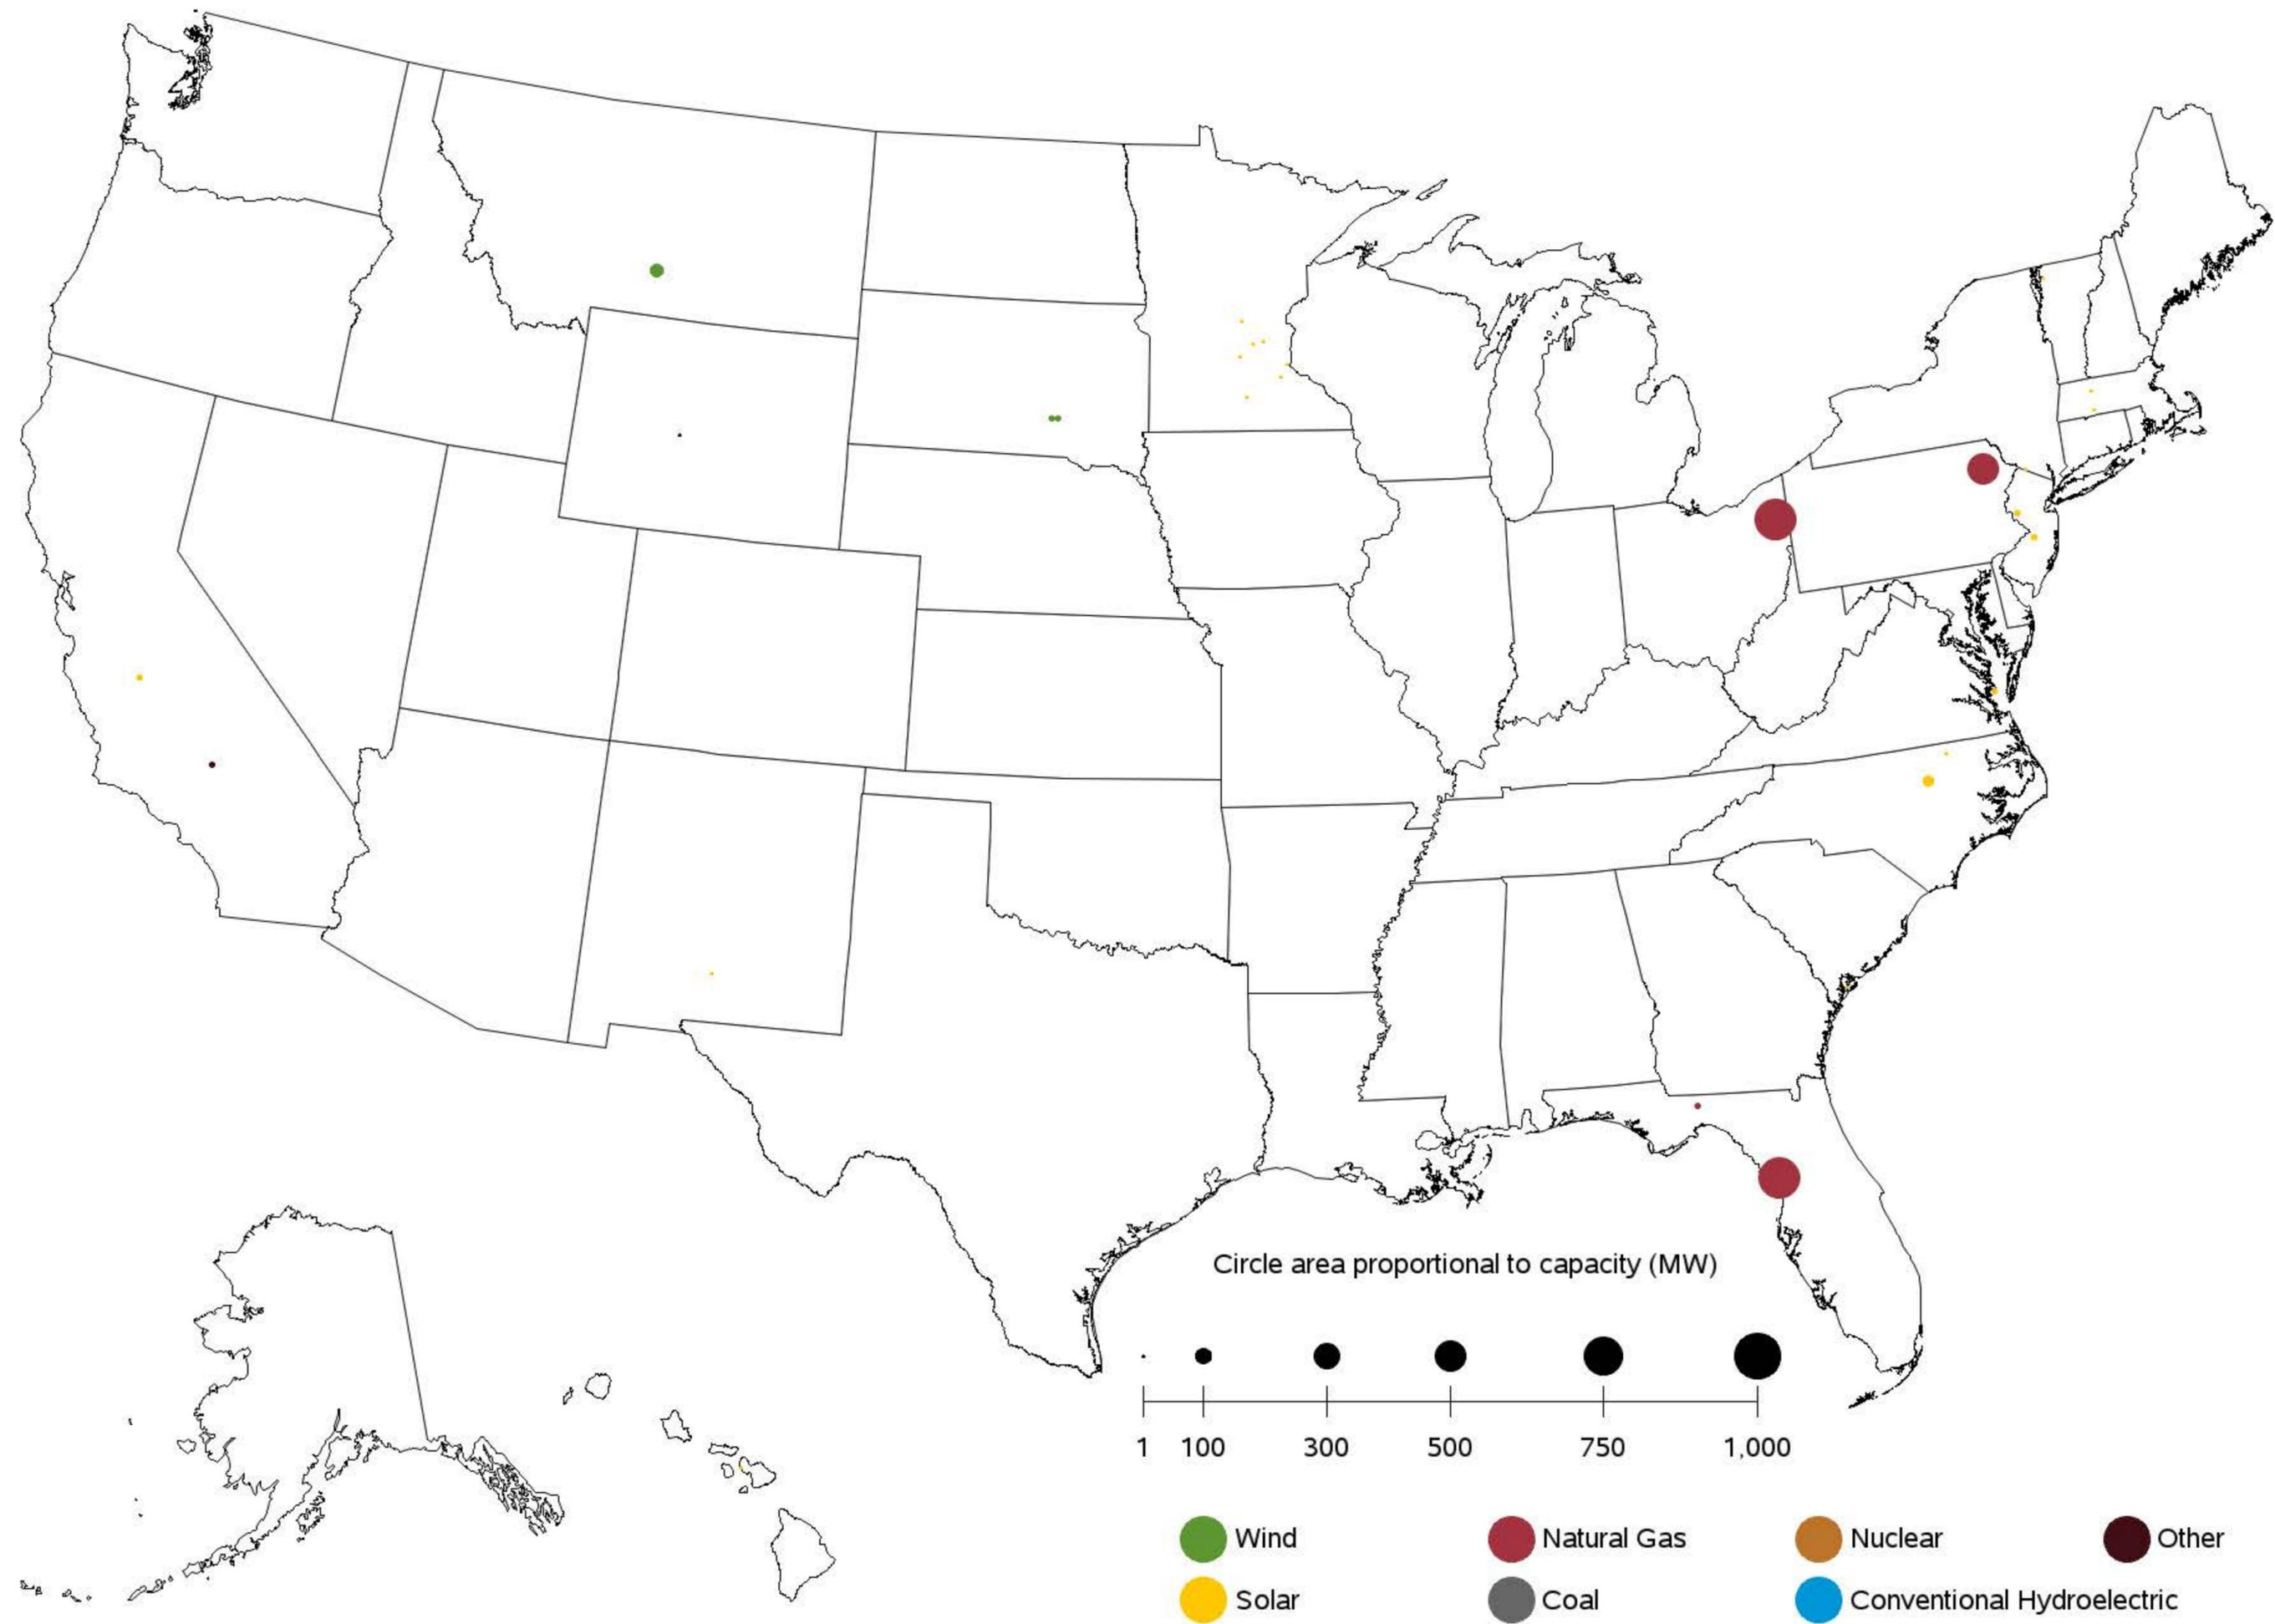 Circle area proportional to capacity (MW)
1 100 300 500 750 1,000
Wind Natural Gas Nuclear Other
Solar Coal Conventional Hydroelectric